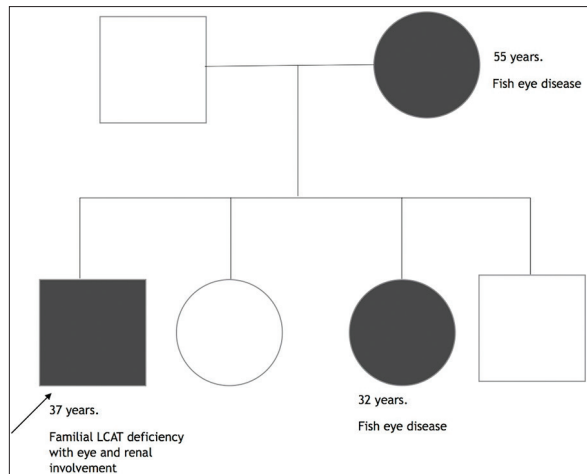 55 years.
Fish eye disease
37 years.
Familial LCAT deficiency
with eye and renal
involvement
32 years.
Fish eye disease